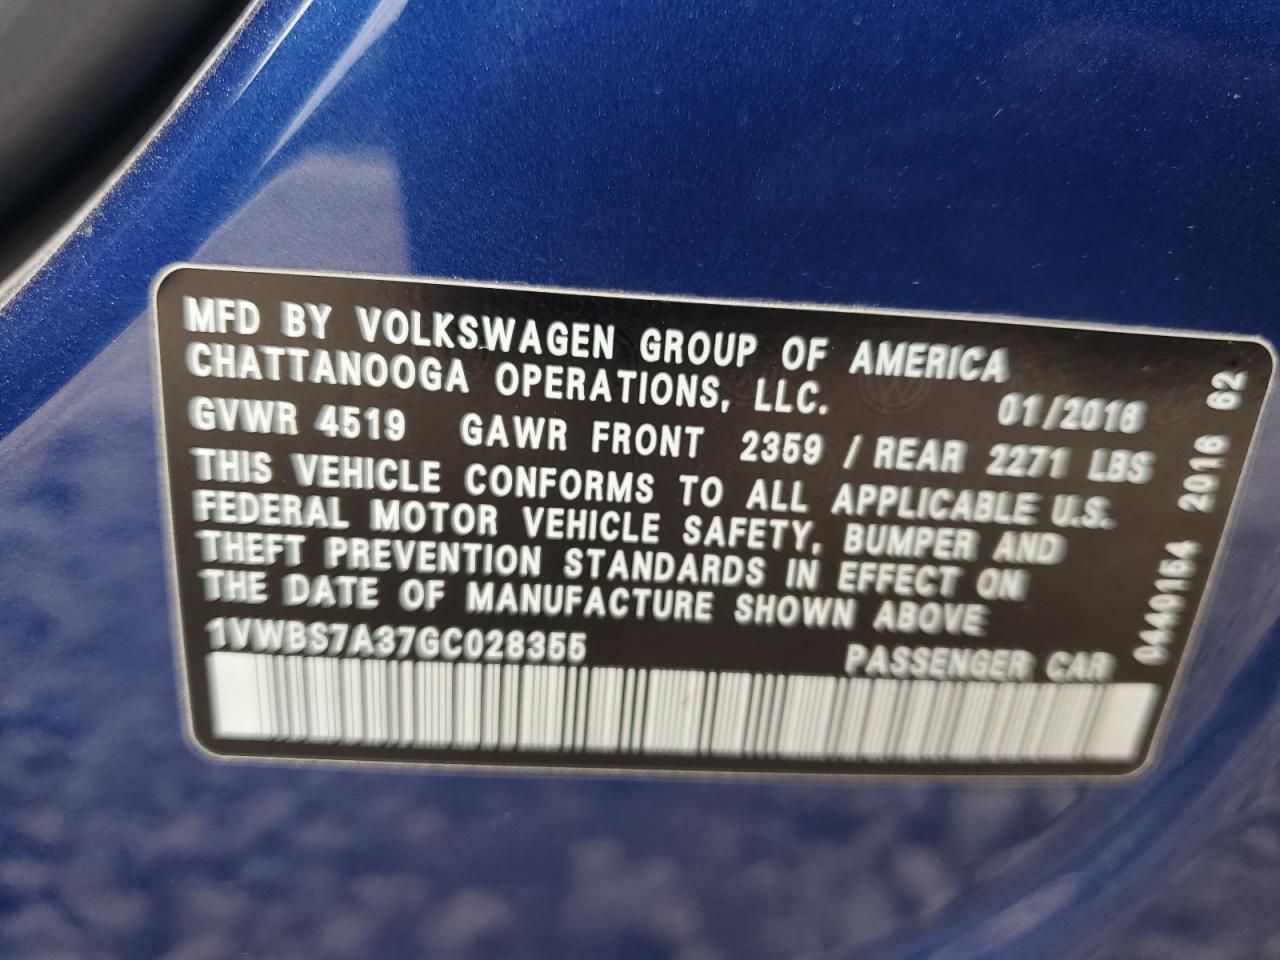 MFD BY VOLKSWAGEN GROUP OF AMERICA
CHATTANOOGA OPERATIONS, LLC.
01/2016
GVWR 4519 GAWR FRONT 2359 / REAR 2271 LBS
THIS VEHICLE CONFORMS TO ALL APPLICABLE U.S.
FEDERAL MOTOR VEHICLE SAFETY, BUMPER AND
THEFT PREVENTION STANDARDS IN EFFECT ON
THE DATE OF MANUFACTURE SHOWN ABOVE
1VWBS7A37GC028355
PASSENGER CAR
0449154 2016 62